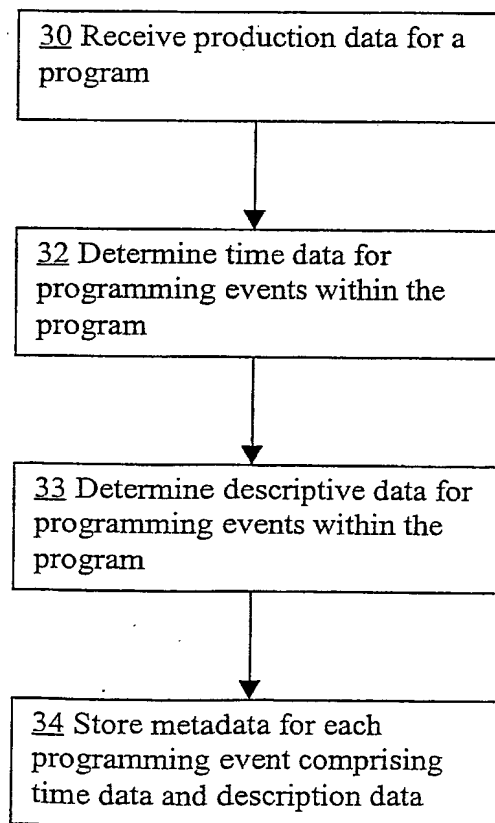 30 Receive production data for a
program
32 Determine time data for
programming events within the
program
33 Determine descriptive data for
programming events within the
program
34 Store metadata for each
programming event comprising
time data and description data